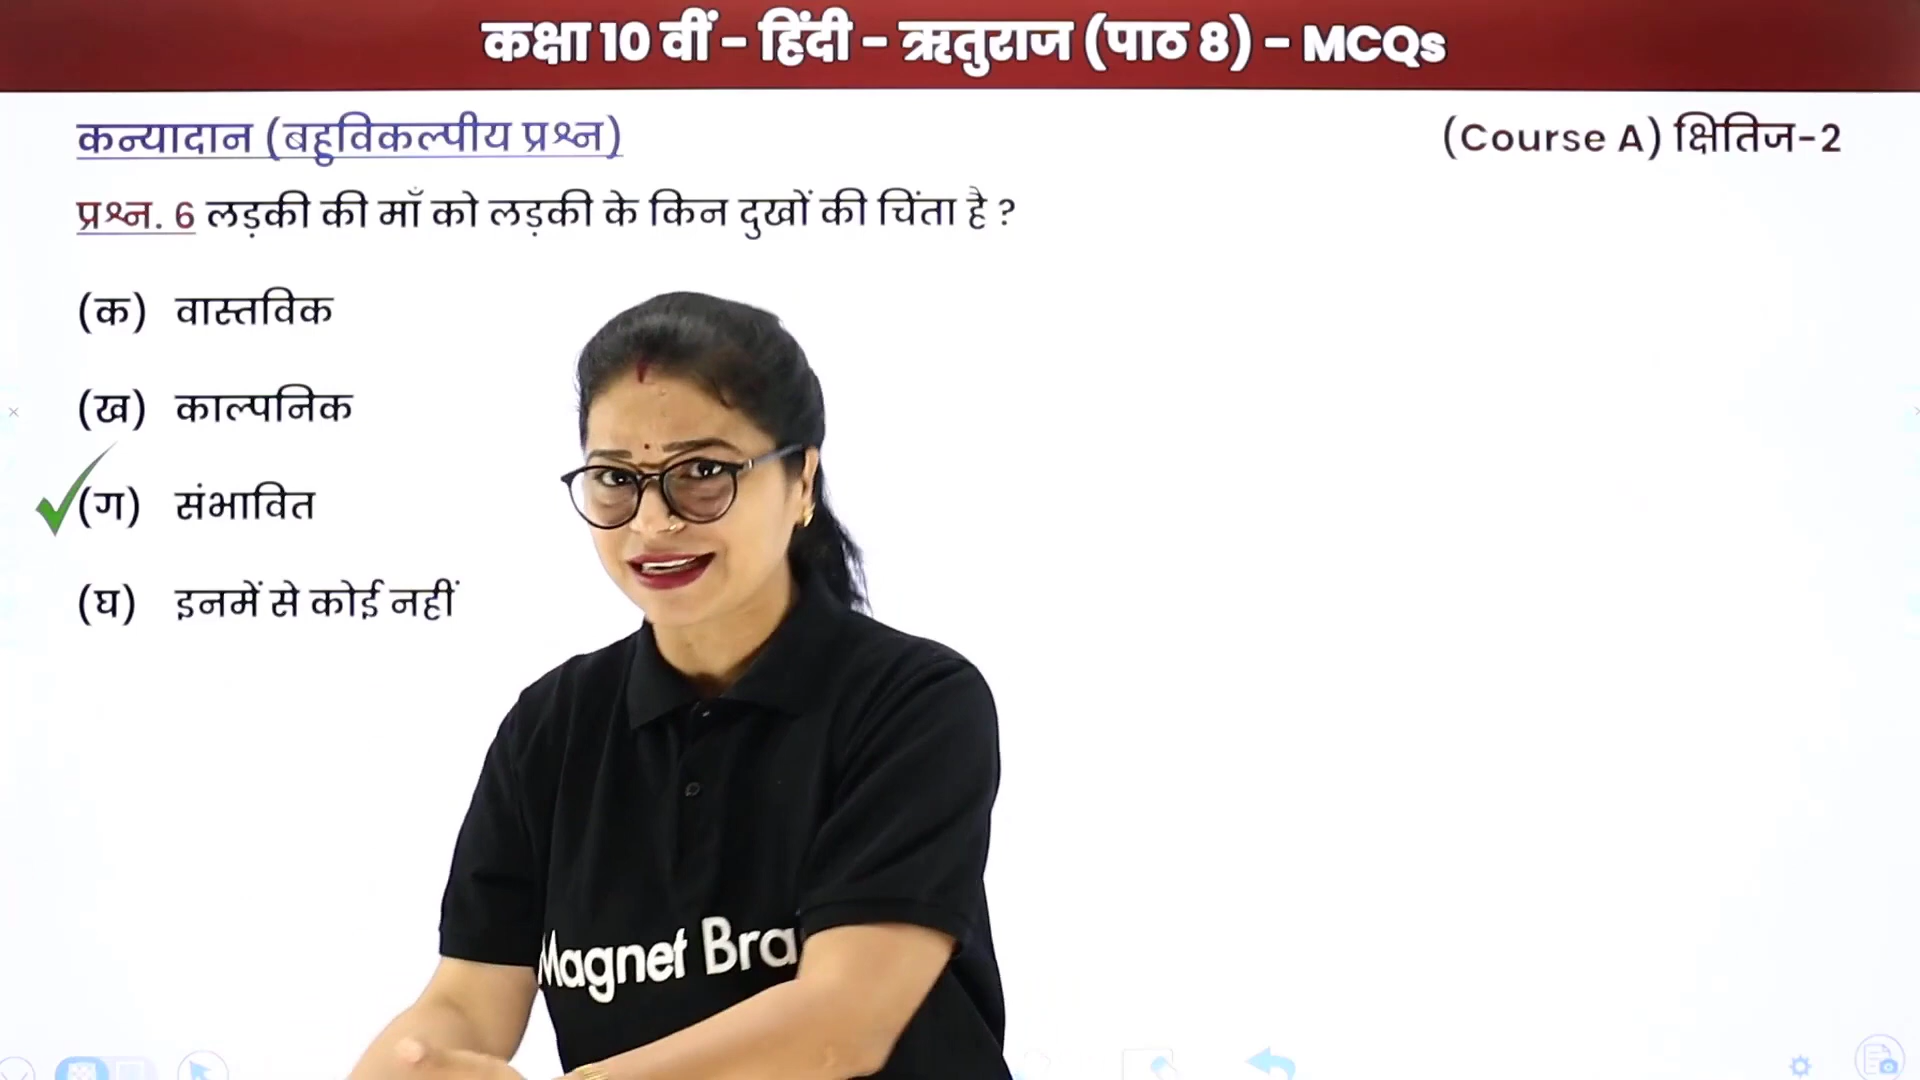 कक्षा 10 वीं - हिंदी - ऋतुराज (पाठ 8) - MCQs
कन्यादान (बहुविकल्पीय प्रश्न)
(Course A) क्षितिज-2
प्रश्न. 6 लड़की की माँ को लड़की के किन दुखों की चिंता है ?
(क) वास्तविक
(ख) काल्पनिक
(ग) संभावित
(घ) इनमें से कोई नहीं
Magnet Bra